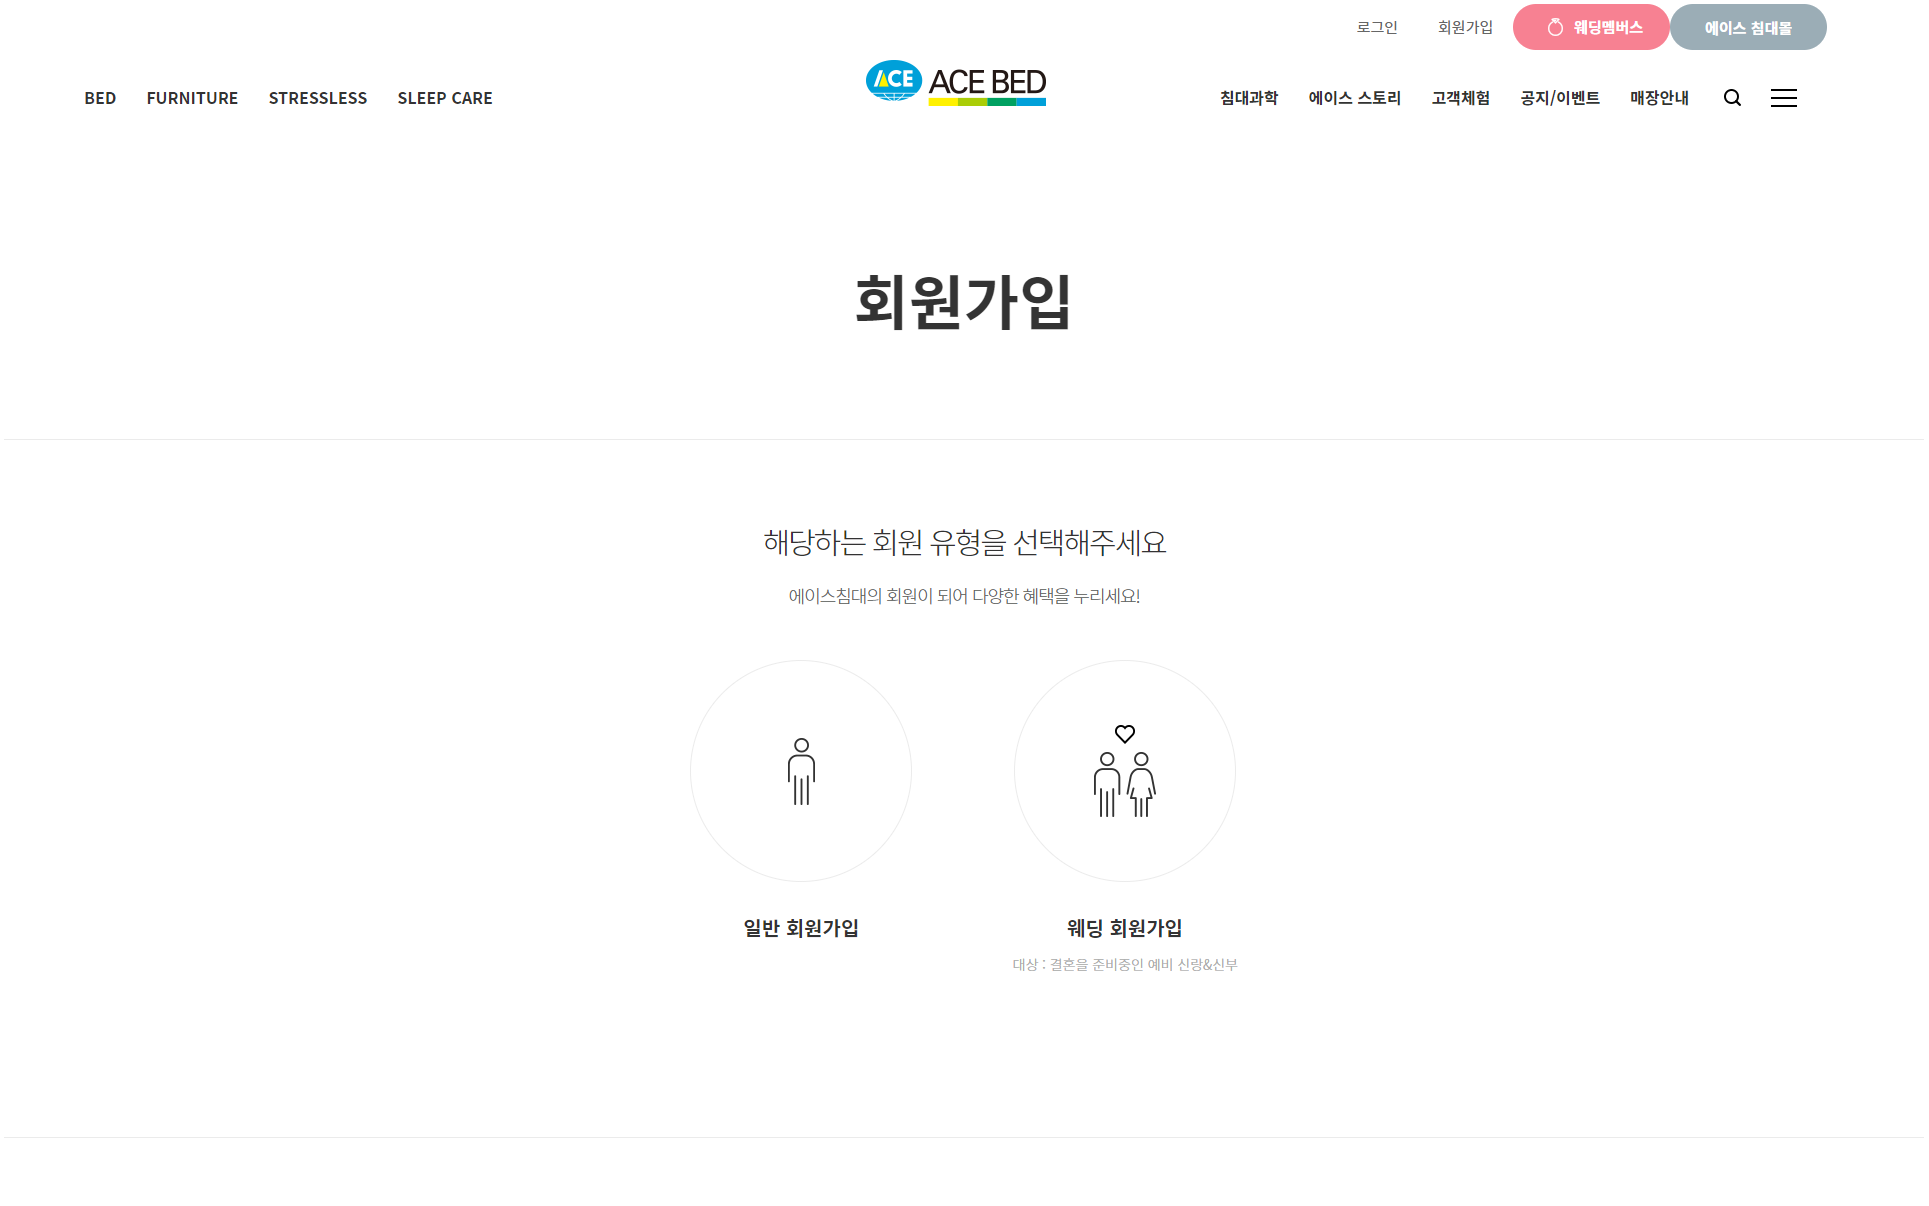 로그인 회원가입 웨딩멤버스 에이스 침대몰
BED FURNITURE STRESSLESS SLEEP CARE
ACE ACE BED
침대과학 에이스 스토리 고객체험 공지/이벤트 매장안내
회원가입
해당하는 회원 유형을 선택해주세요
에이스침대의 회원이 되어 다양한 혜택을 누리세요!
일반 회원가입
웨딩 회원가입
대상 : 결혼을 준비중인 예비 신랑&신부